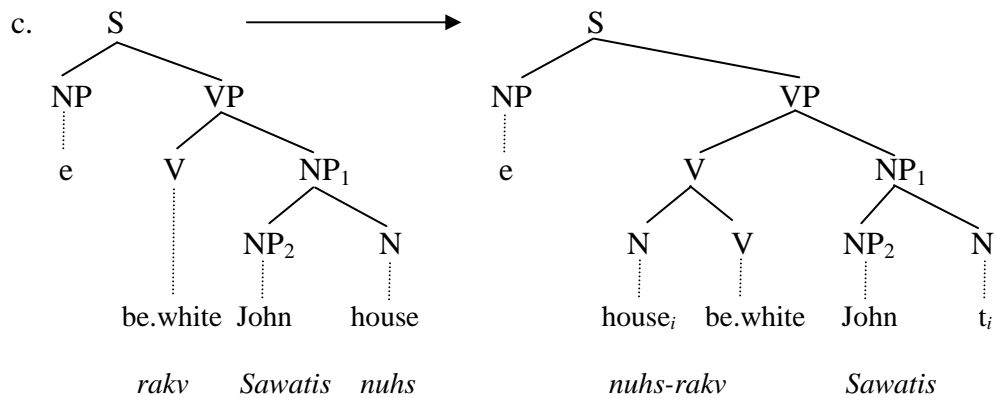 c. S S
NP VP NP VP
e V NP₁ e V NP₁
NP₂ N N V NP₂ N
be.white John house houseᵢ be.white John tᵢ
rakv Sawatis nuhs nuhs-rakv Sawatis